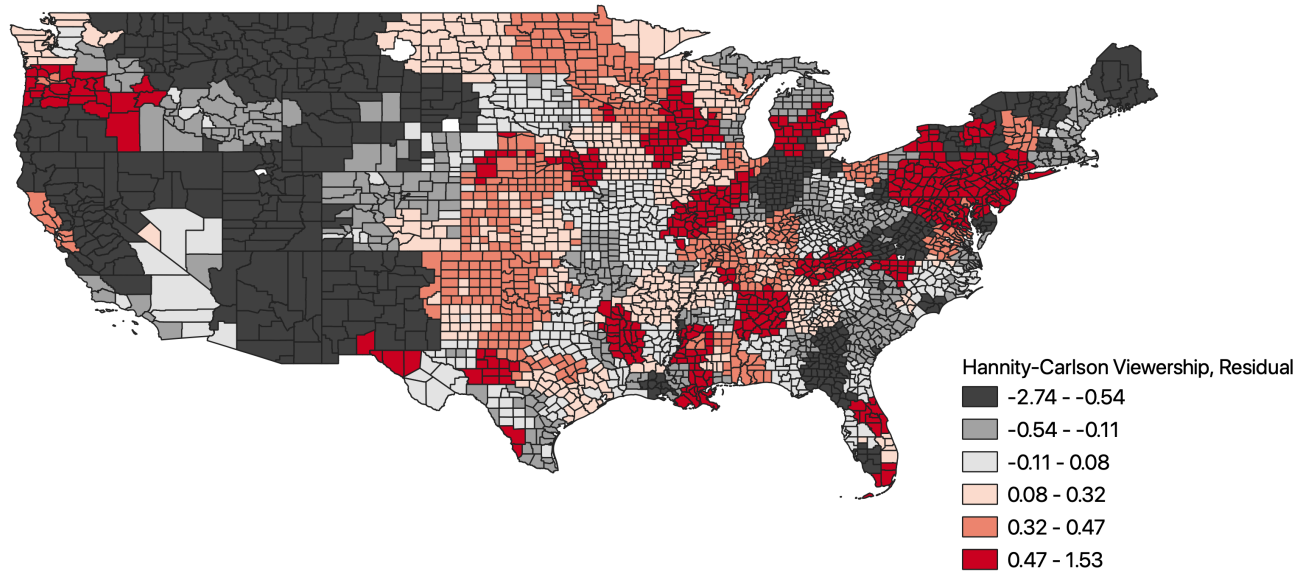 Hannity-Carlson Viewership, Residual
-2.74 - -0.54
-0.54 - -0.11
-0.11 - 0.08
0.08 - 0.32
0.32 - 0.47
0.47 - 1.53